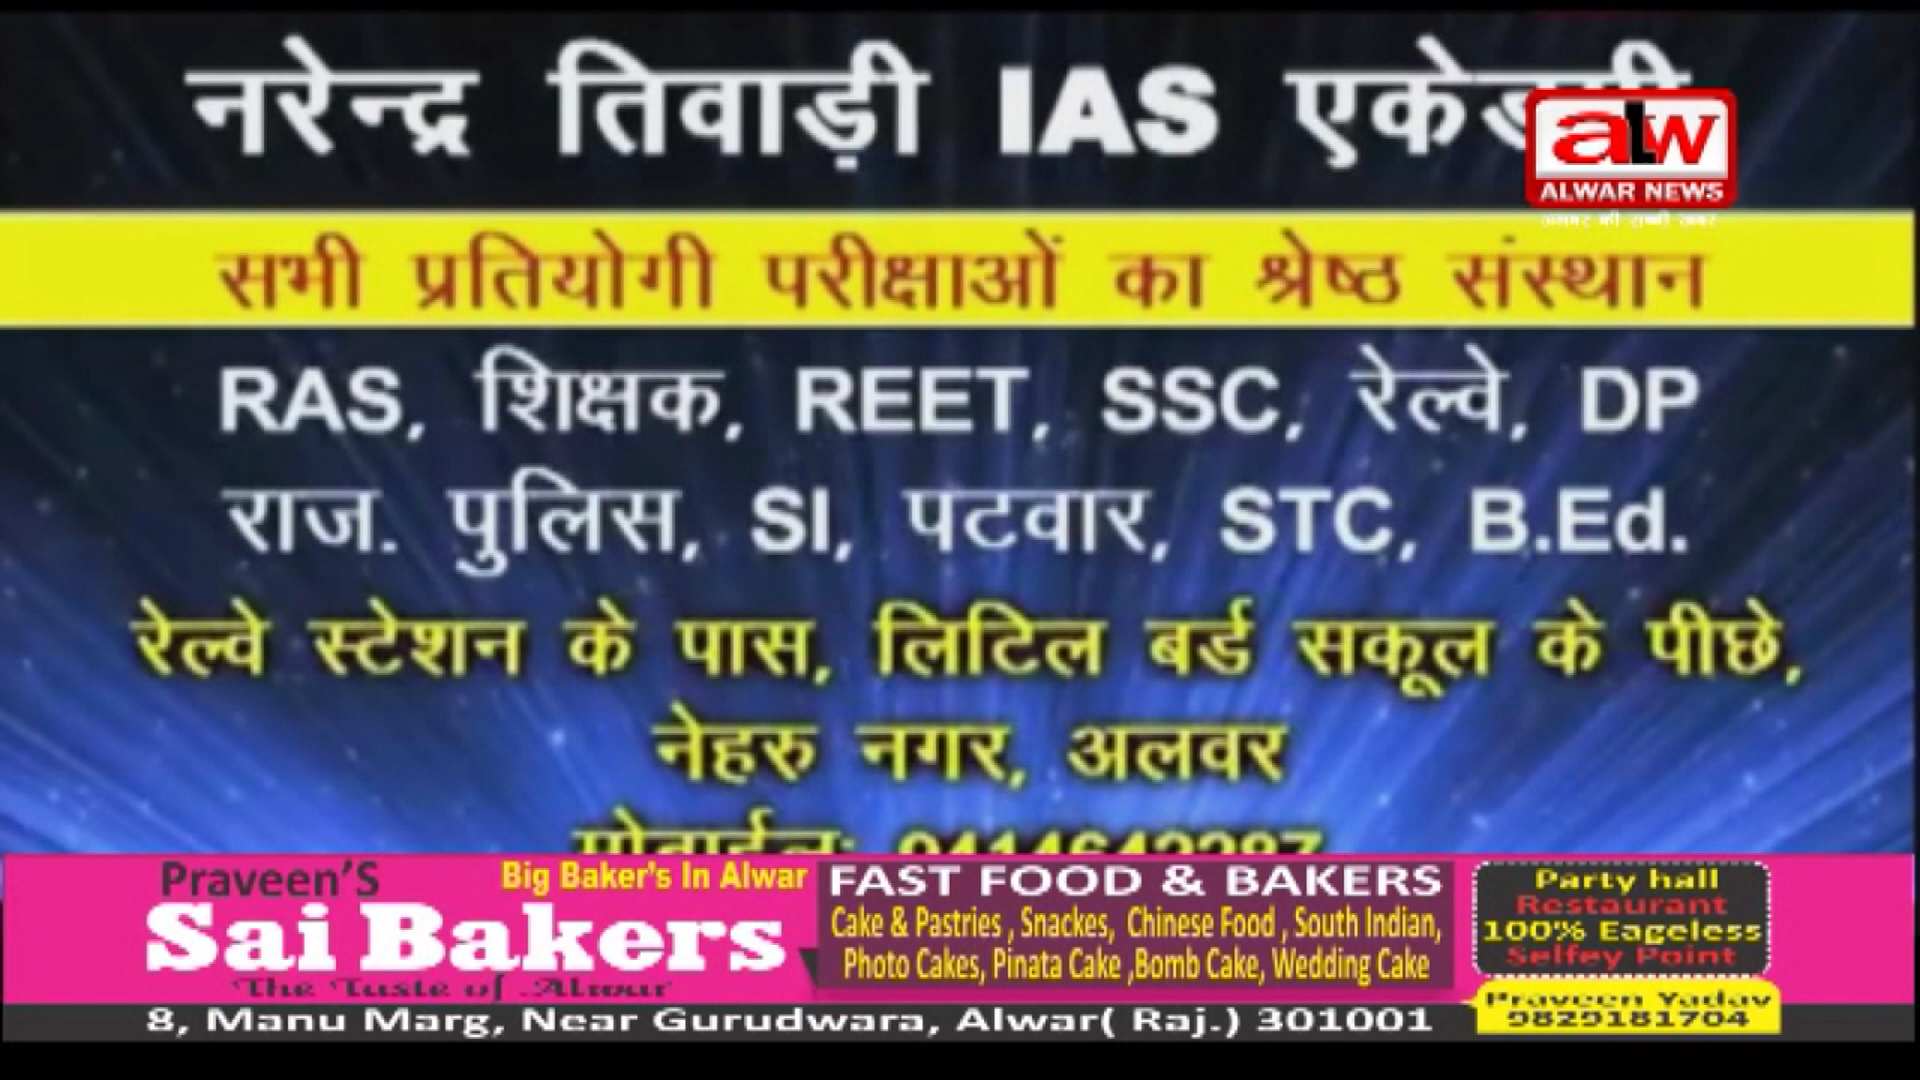 नरेन्द्र तिवाड़ी IAS
aLw
ALWAR NEWS
सभी प्रतियोगी परीक्षाओं का श्रेष्ठ संस्थान
RAS, शिक्षक, REET, SSC, रेल्वे, DP
राज. पुलिस, SI, पटवार, STC, B.Ed.
रेल्वे स्टेशन के पास, लिटिल बर्ड सकूल के पीछे,
नेहरु नगर, अलवर
Praveen'S
Sai Bakers
The Taste of Alwar
Big Baker's In Alwar
FAST FOOD & BAKERS
Cake & Pastries , Snackes, Chinese Food , South Indian,
Photo Cakes, Pinata Cake ,Bomb Cake, Wedding Cake
Party hall
Restaurant
100% Eageless
Selfey Point
Praveen Yadav
9829181704
8, Manu Marg, Near Gurudwara, Alwar( Raj.) 301001